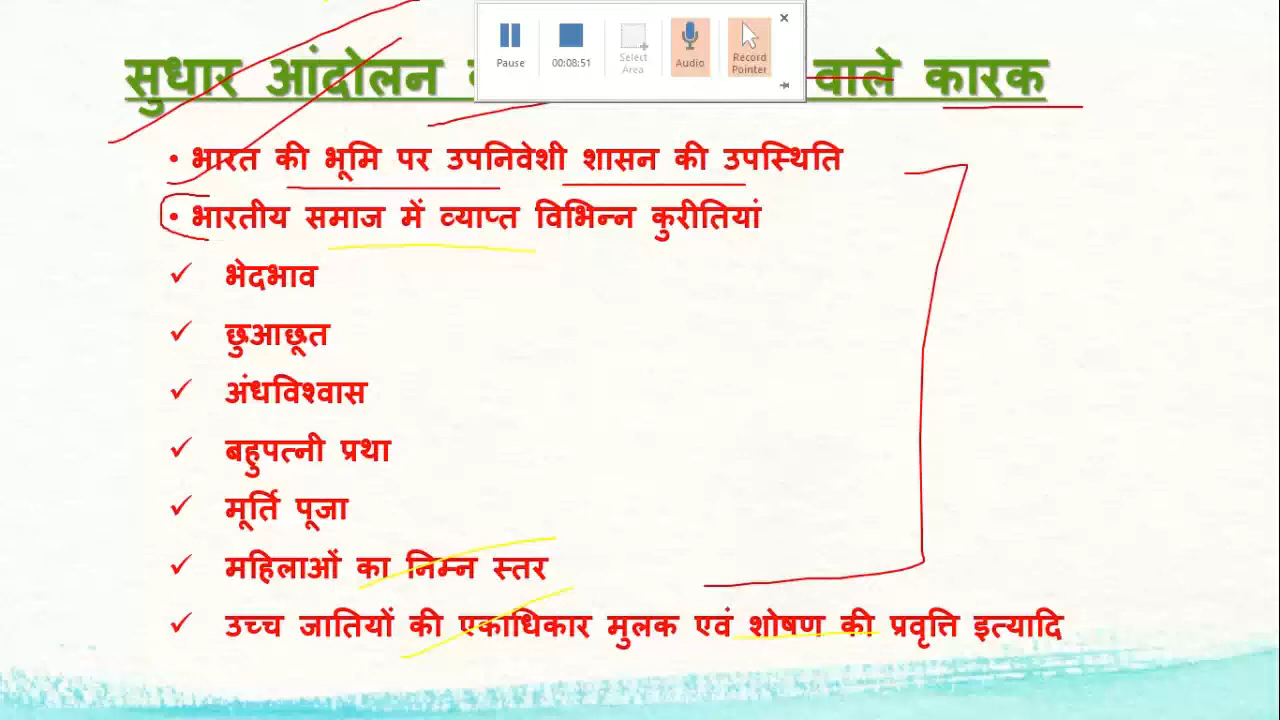 Pause 00:08:51 Select Area Audio Record Pointer
सुधार आंदोलन वाले कारक
• भारत की भूमि पर उपनिवेशी शासन की उपस्थिति
• भारतीय समाज में व्याप्त विभिन्न कुरीतियां
✓ भेदभाव
✓ छुआछूत
✓ अंधविश्वास
✓ बहुपत्नी प्रथा
✓ मूर्ति पूजा
✓ महिलाओं का निम्न स्तर
✓ उच्च जातियों की एकाधिकार मुलक एवं शोषण की प्रवृत्ति इत्यादि